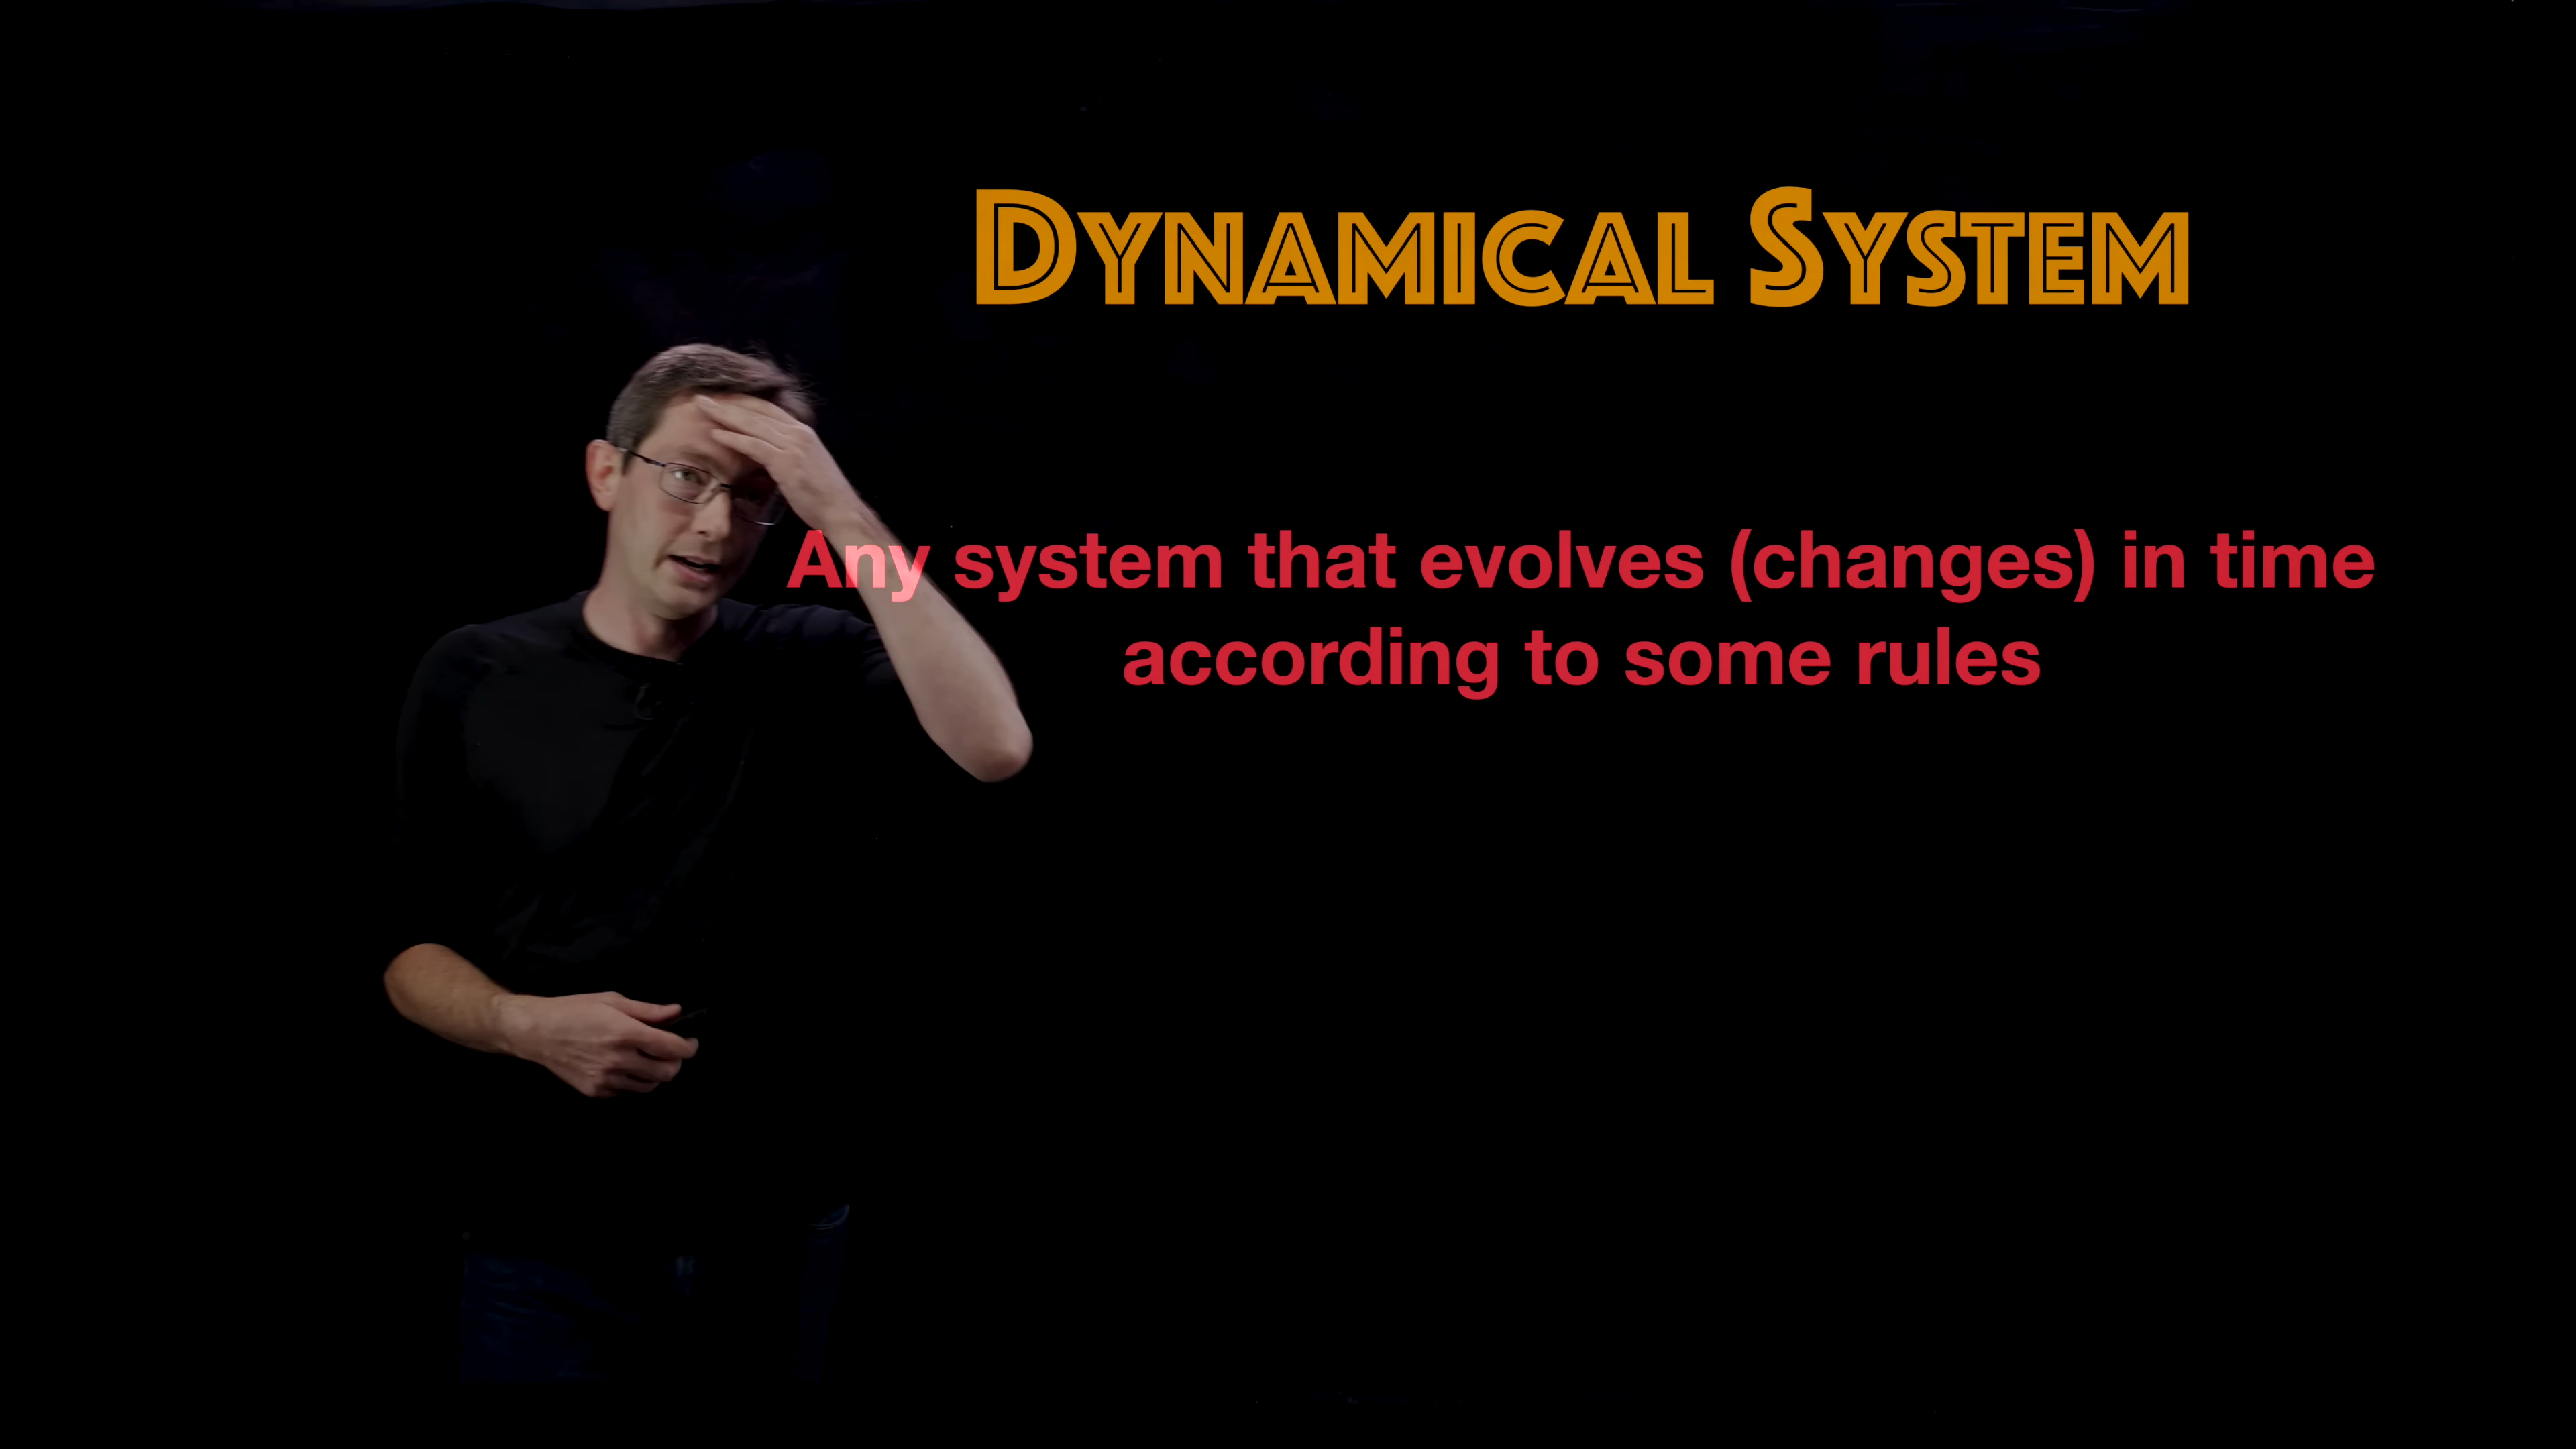 Dynamical System
Any system that evolves (changes) in time
according to some rules